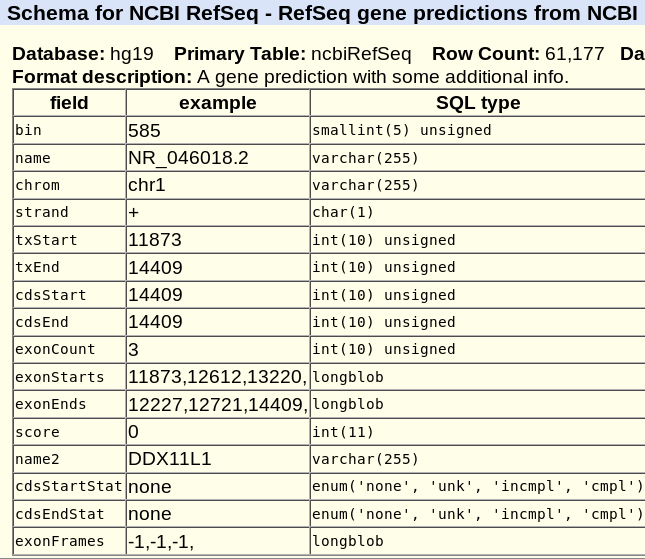 Schema for NCBI RefSeq - RefSeq gene predictions from NCBI
Database: hg19 Primary Table: ncbiRefSeq Row Count: 61,177 Da
Format description: A gene prediction with some additional info.
field example SQL type
bin 585 smallint(5) unsigned
name NR_046018.2 varchar(255)
chrom chr1 varchar(255)
strand + char(1)
txStart 11873 int(10) unsigned
txEnd 14409 int(10) unsigned
cdsStart 14409 int(10) unsigned
cdsEnd 14409 int(10) unsigned
exonCount 3 int(10) unsigned
exonStarts 11873,12612,13220, longblob
exonEnds 12227,12721,14409, longblob
score 0 int(11)
name2 DDX11L1 varchar(255)
cdsStartStat none enum('none', 'unk', 'incmpl', 'cmpl')
cdsEndStat none enum('none', 'unk', 'incmpl', 'cmpl')
exonFrames -1,-1,-1, longblob